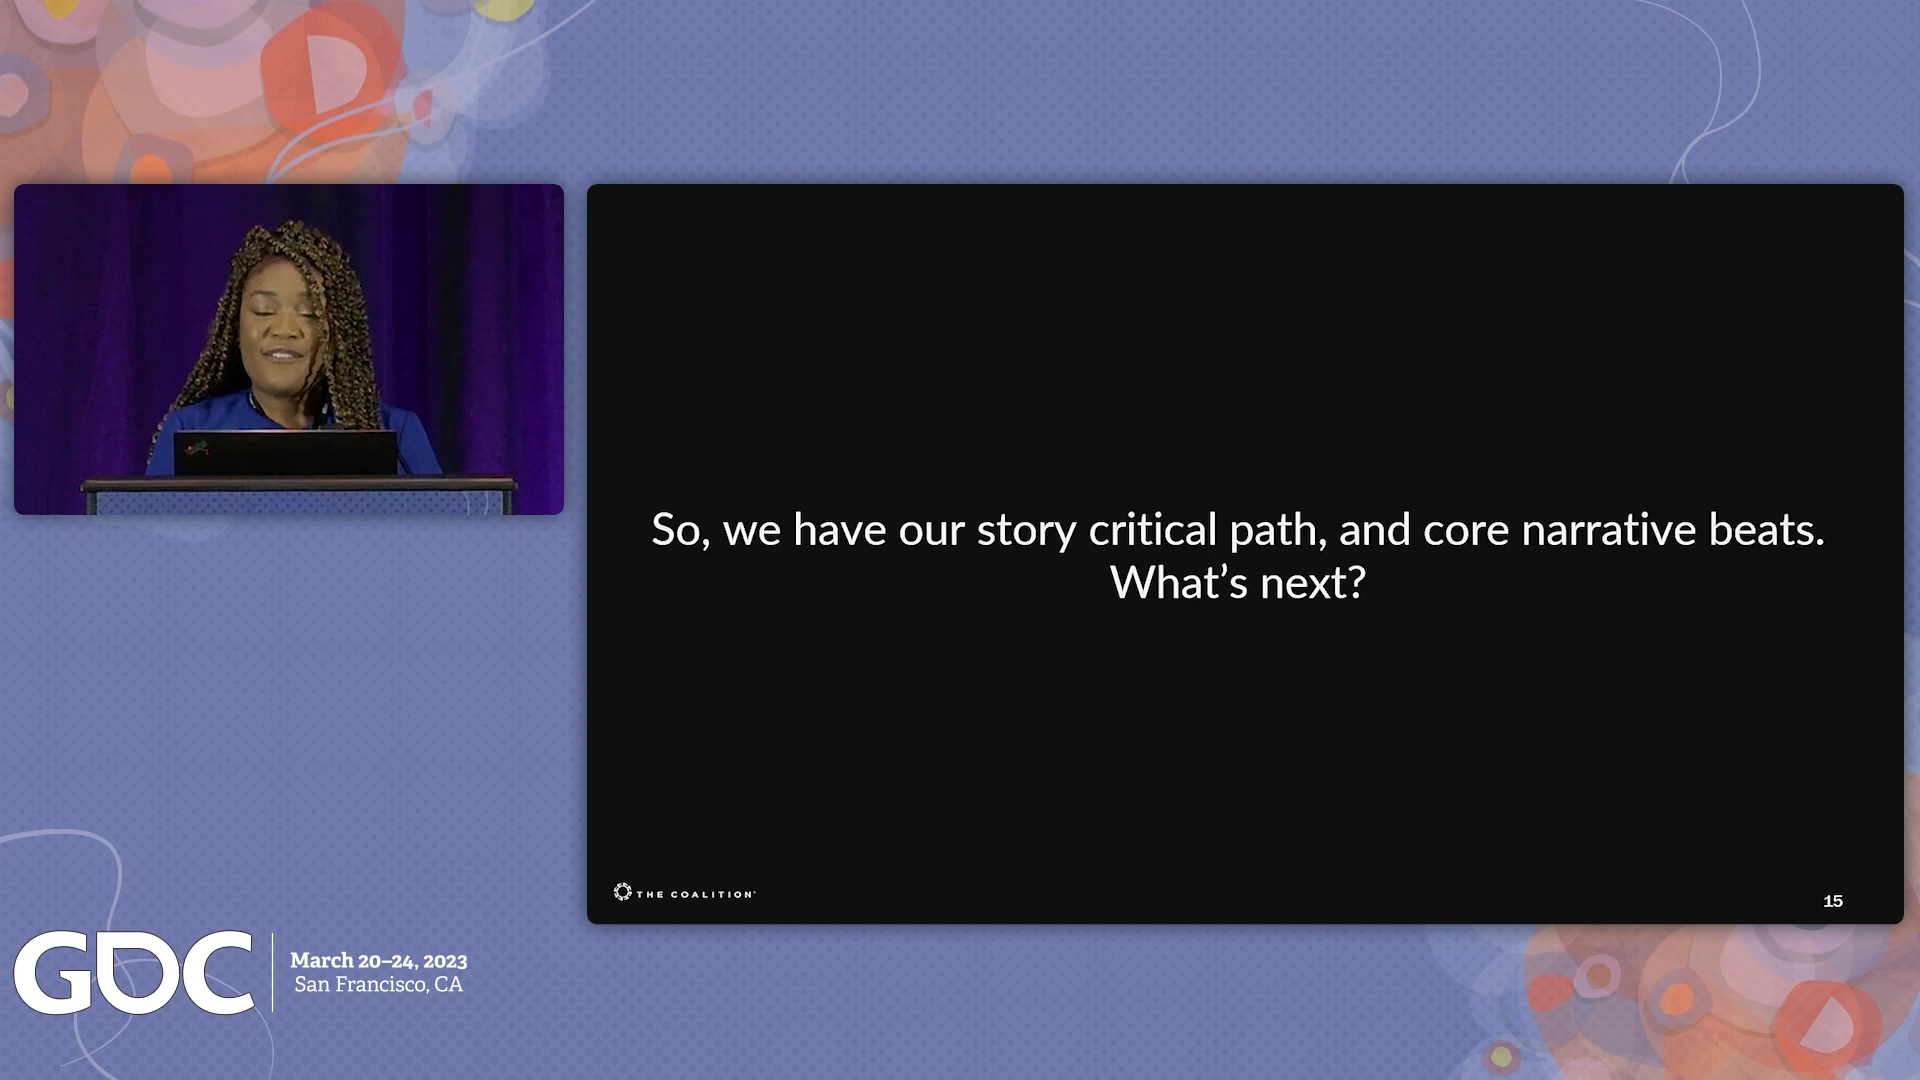 So, we have our story critical path, and core narrative beats.
What’s next?
THE COALITION
15
GDC
March 20–24, 2023
San Francisco, CA